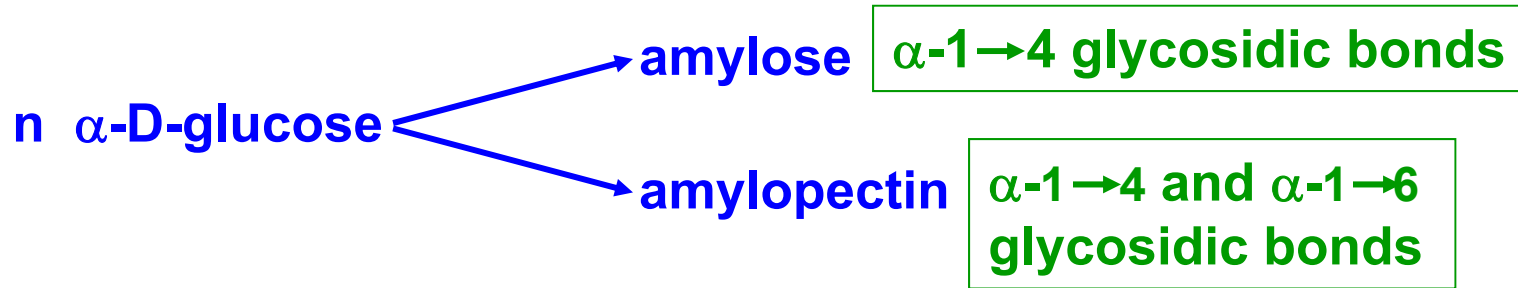 amylose
α-1→4 glycosidic bonds
n α-D-glucose
amylopectin
α-1→4 and α-1→6
glycosidic bonds